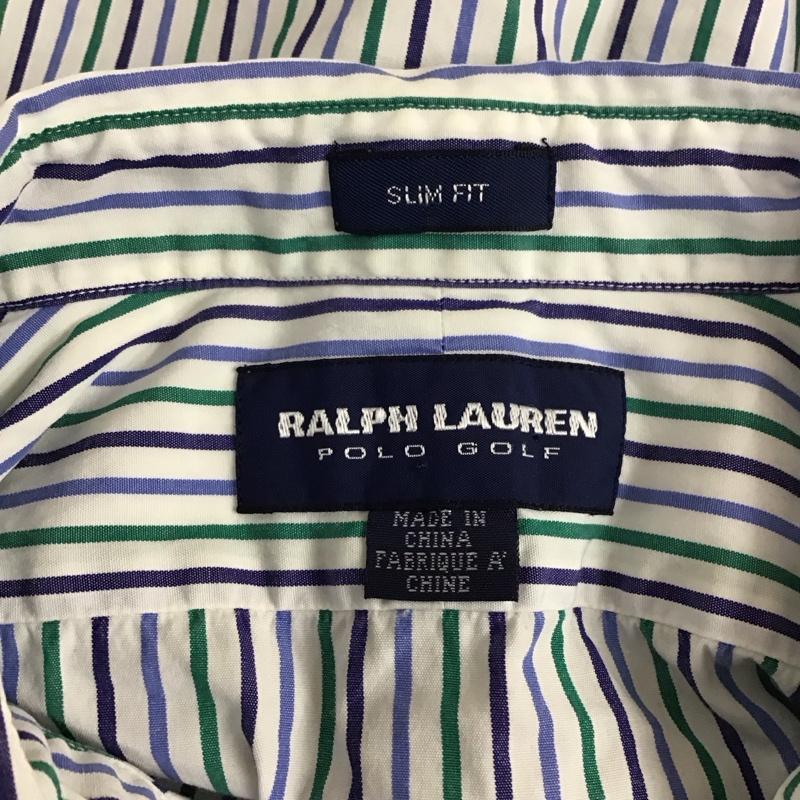 SLIM FIT
RALPH LAUREN
POLO GOLF
MADE IN
CHINA
FABRIQUE A'
CHINE